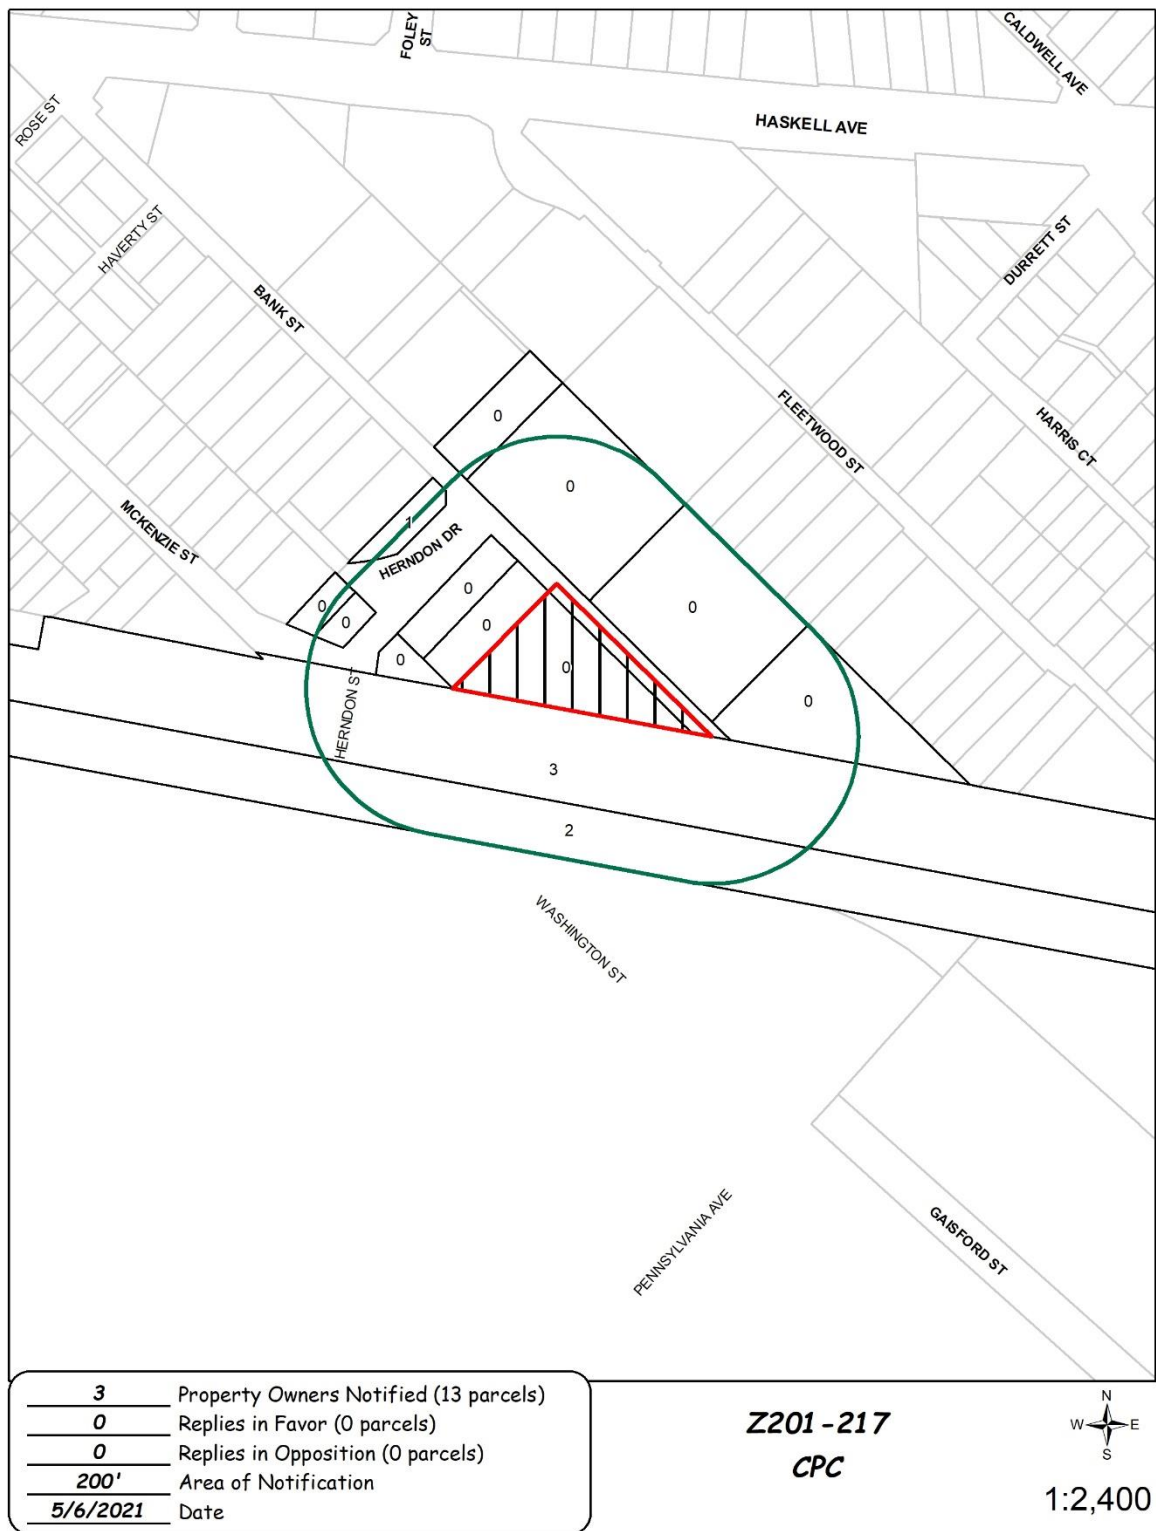 FOLEY
ST
CALDWELL AVE
HASKELL AVE
ROSE ST
HAVERTY ST
BANK ST
DURRETT ST
FLEETWOOD ST
HARRIS CT
MCKENZIE ST
HERNDON DR
0
0
1
0
0
0
0
0
0
0
0
HERNDON ST
3
2
WASHINGTON ST
PENNSYLVANIA AVE
GAISFORD ST
3 Property Owners Notified (13 parcels)
0 Replies in Favor (0 parcels)
0 Replies in Opposition (0 parcels)
200' Area of Notification
5/6/2021 Date
Z201-217
CPC
N
W E
S
1:2,400